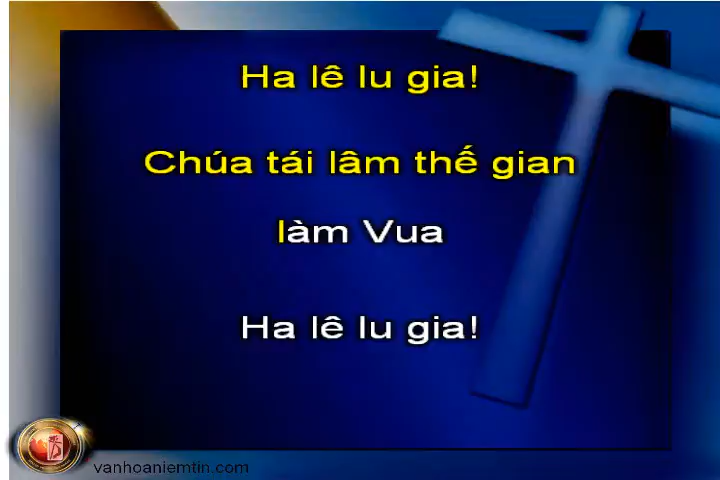 Ha lê lu gia!
Chúa tái lâm thế gian
làm Vua
Ha lê lu gia!
vanhoaniemtin.com